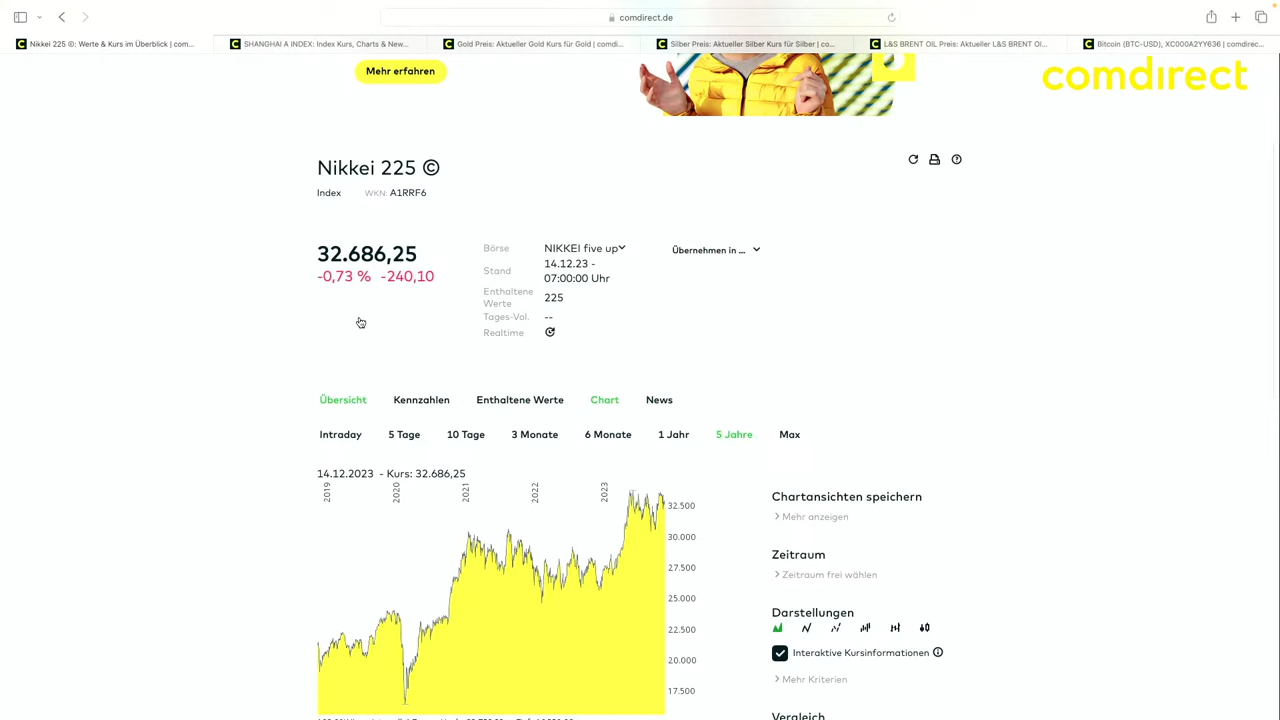 comdirect.de
Nikkei 225 ©: Werte & Kurs im Überblick | com...
SHANGHAI A INDEX: Index Kurs, Charts & New...
Gold Preis: Aktueller Gold Kurs für Gold | comdi...
Silber Preis: Aktueller Silber Kurs für Silber | co...
L&S BRENT OIL Preis: Aktueller L&S BRENT OI...
Bitcoin (BTC-USD), XC000A2YY636 | comdirec...
Mehr erfahren
comdirect
Nikkei 225 ©
Index WKN: A1RRF6
32.686,25
-0,73 % -240,10
Börse NIKKEI five up
Stand 14.12.23 -
07:00:00 Uhr
Enthaltene
Werte 225
Tages-Vol. --
Realtime
Übernehmen in ...
Übersicht Kennzahlen Enthaltene Werte Chart News
Intraday 5 Tage 10 Tage 3 Monate 6 Monate 1 Jahr 5 Jahre Max
14.12.2023 - Kurs: 32.686,25
2019 2020 2021 2022 2023
32.500
30.000
27.500
25.000
22.500
20.000
17.500
Chartansichten speichern
Mehr anzeigen
Zeitraum
Zeitraum frei wählen
Darstellungen
Interaktive Kursinformationen
Mehr Kriterien
Vergleich